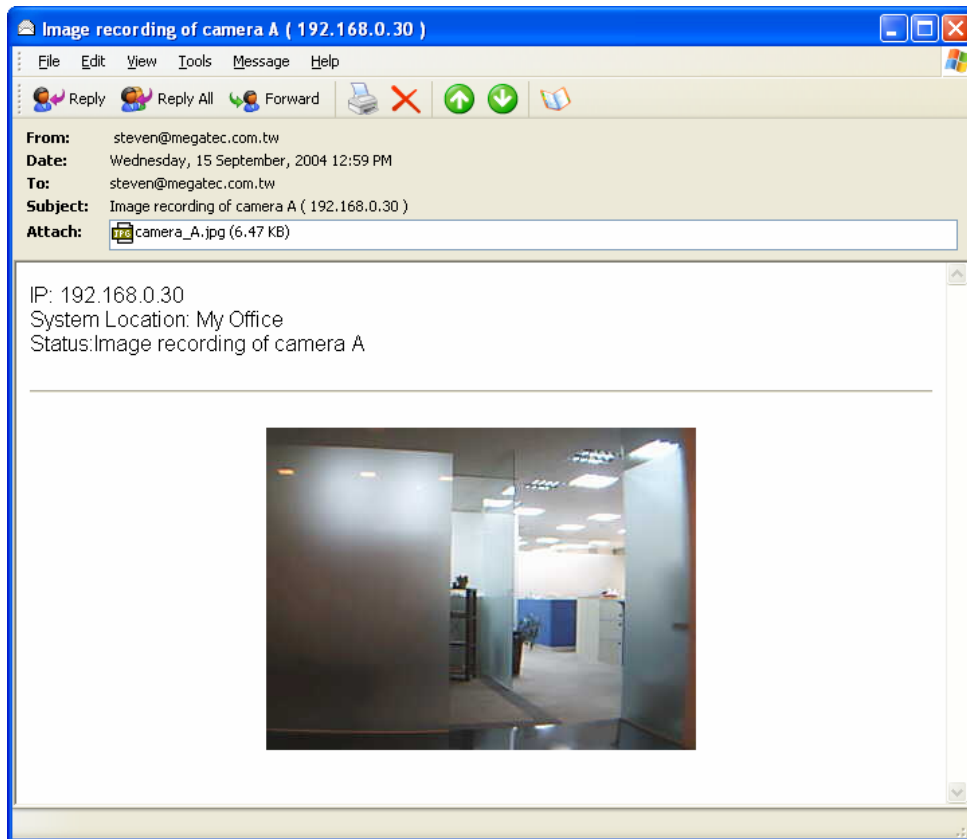 Image recording of camera A ( 192.168.0.30 )
File Edit View Tools Message Help
Reply Reply All Forward
From: steven@megatec.com.tw
Date: Wednesday, 15 September, 2004 12:59 PM
To: steven@megatec.com.tw
Subject: Image recording of camera A ( 192.168.0.30 )
Attach: camera_A.jpg (6.47 KB)
IP: 192.168.0.30
System Location: My Office
Status:Image recording of camera A